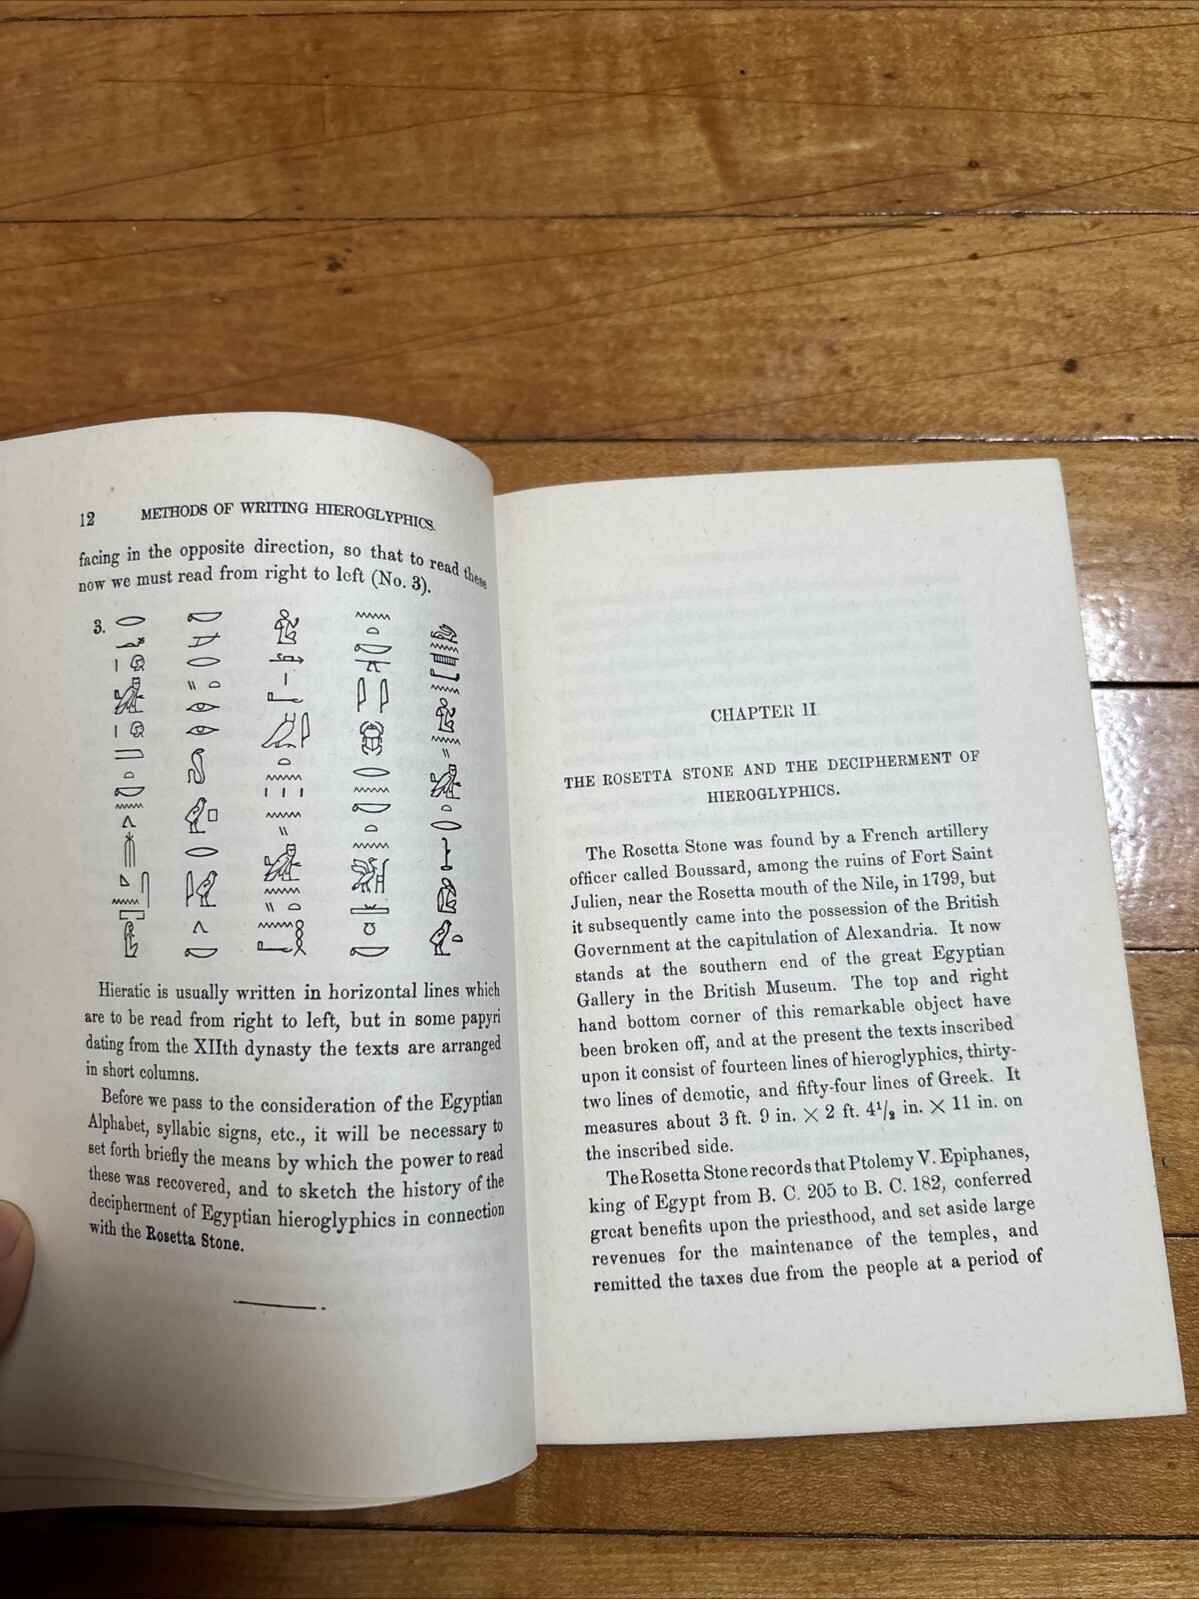 12 METHODS OF WRITING HIEROGLYPHICS.
facing in the opposite direction, so that to read these
now we must read from right to left (No. 3).
3.
Hieratic is usually written in horizontal lines which
are to be read from right to left, but in some papyri
dating from the XIIth dynasty the texts are arranged
in short columns.
Before we pass to the consideration of the Egyptian
Alphabet, syllabic signs, etc., it will be necessary to
set forth briefly the means by which the power to read
these was recovered, and to sketch the history of the
decipherment of Egyptian hieroglyphics in connection
with the Rosetta Stone.
CHAPTER II.
THE ROSETTA STONE AND THE DECIPHERMENT OF
HIEROGLYPHICS.
The Rosetta Stone was found by a French artillery
officer called Boussard, among the ruins of Fort Saint
Julien, near the Rosetta mouth of the Nile, in 1799, but
it subsequently came into the possession of the British
Government at the capitulation of Alexandria. It now
stands at the southern end of the great Egyptian
Gallery in the British Museum. The top and right
hand bottom corner of this remarkable object have
been broken off, and at the present the texts inscribed
upon it consist of fourteen lines of hieroglyphics, thirty-
two lines of demotic, and fifty-four lines of Greek. It
measures about 3 ft. 9 in. × 2 ft. 4 1/2 in. × 11 in. on
the inscribed side.
The Rosetta Stone records that Ptolemy V. Epiphanes,
king of Egypt from B. C. 205 to B. C. 182, conferred
great benefits upon the priesthood, and set aside large
revenues for the maintenance of the temples, and
remitted the taxes due from the people at a period of